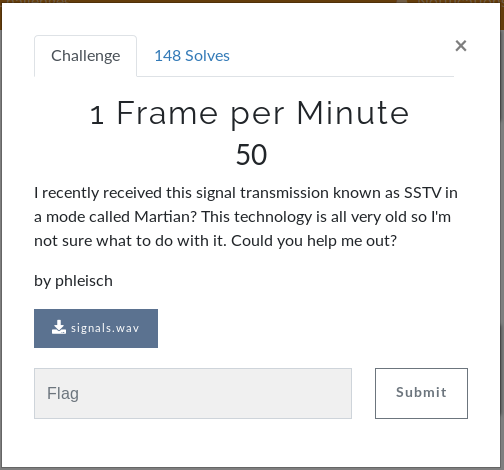 Challenge
148 Solves
×
1 Frame per Minute
50
I recently received this signal transmission known as SSTV in
a mode called Martian? This technology is all very old so I'm
not sure what to do with it. Could you help me out?
by phleisch
signals.wav
Flag
Submit